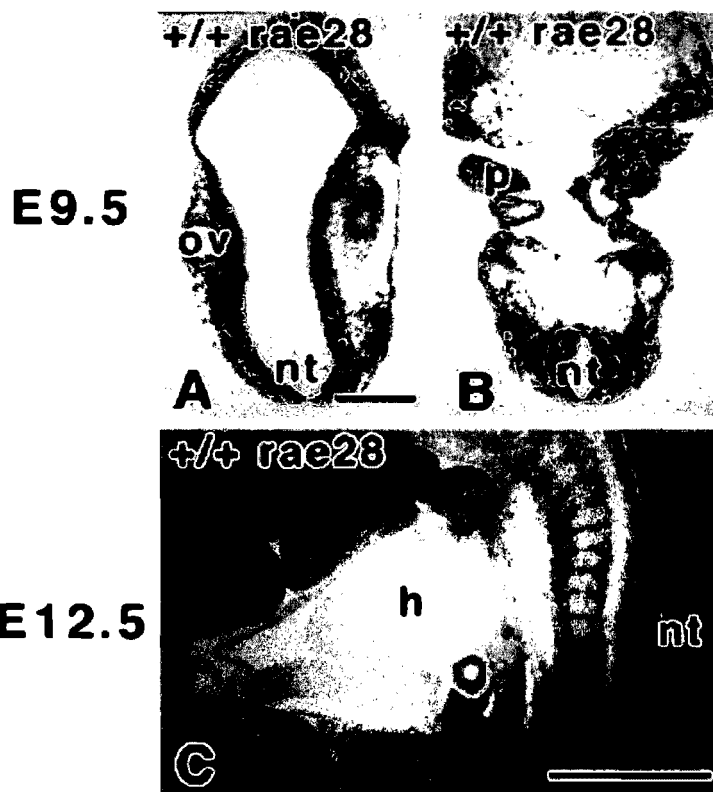 +/+ rae28
+/+ rae28
E9.5
p
ov
nt
nt
A
B
+/+ rae28
E12.5
h
nt
C